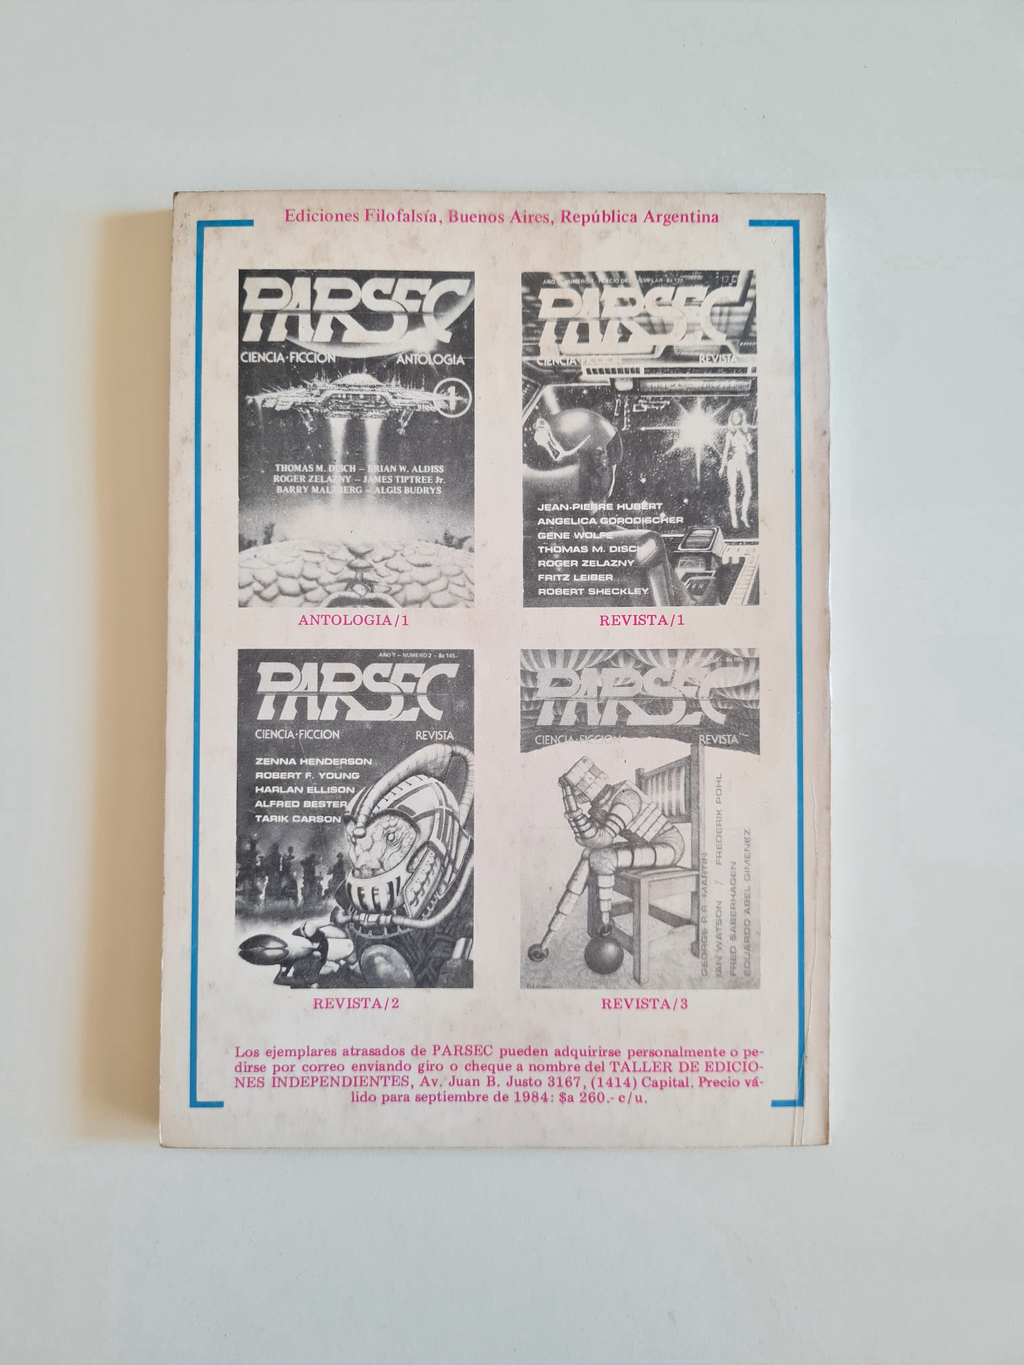 Ediciones Filofalsía, Buenos Aires, República Argentina
PARSEC
CIENCIA·FICCION ANTOLOGIA
1
THOMAS M. DISCH – BRIAN W. ALDISS
ROGER ZELAZNY – JAMES TIPTREE Jr.
BARRY MALZBERG – ALGIS BUDRYS
ANTOLOGIA/1
PARSEC
CIENCIA·FICCION REVISTA
JEAN-PIERRE HUBERT
ANGELICA GORODISCHER
GENE WOLFE
THOMAS M. DISCH
ROGER ZELAZNY
FRITZ LEIBER
ROBERT SHECKLEY
REVISTA/1
AÑO 1 – NUMERO 2 – $a 145.-
PARSEC
CIENCIA·FICCION REVISTA
ZENNA HENDERSON
ROBERT F. YOUNG
HARLAN ELLISON
ALFRED BESTER
TARIK CARSON
REVISTA/2
PARSEC
CIENCIA·FICCION REVISTA
GEORGE R.R. MARTIN
IAN WATSON / FREDERIK POHL
FRED SABERHAGEN
EDUARDO ABEL GIMENEZ
REVISTA/3
Los ejemplares atrasados de PARSEC pueden adquirirse personalmente o pe-
dirse por correo enviando giro o cheque a nombre del TALLER DE EDICIO-
NES INDEPENDIENTES, Av. Juan B. Justo 3167, (1414) Capital. Precio vá-
lido para septiembre de 1984: $a 260.- c/u.